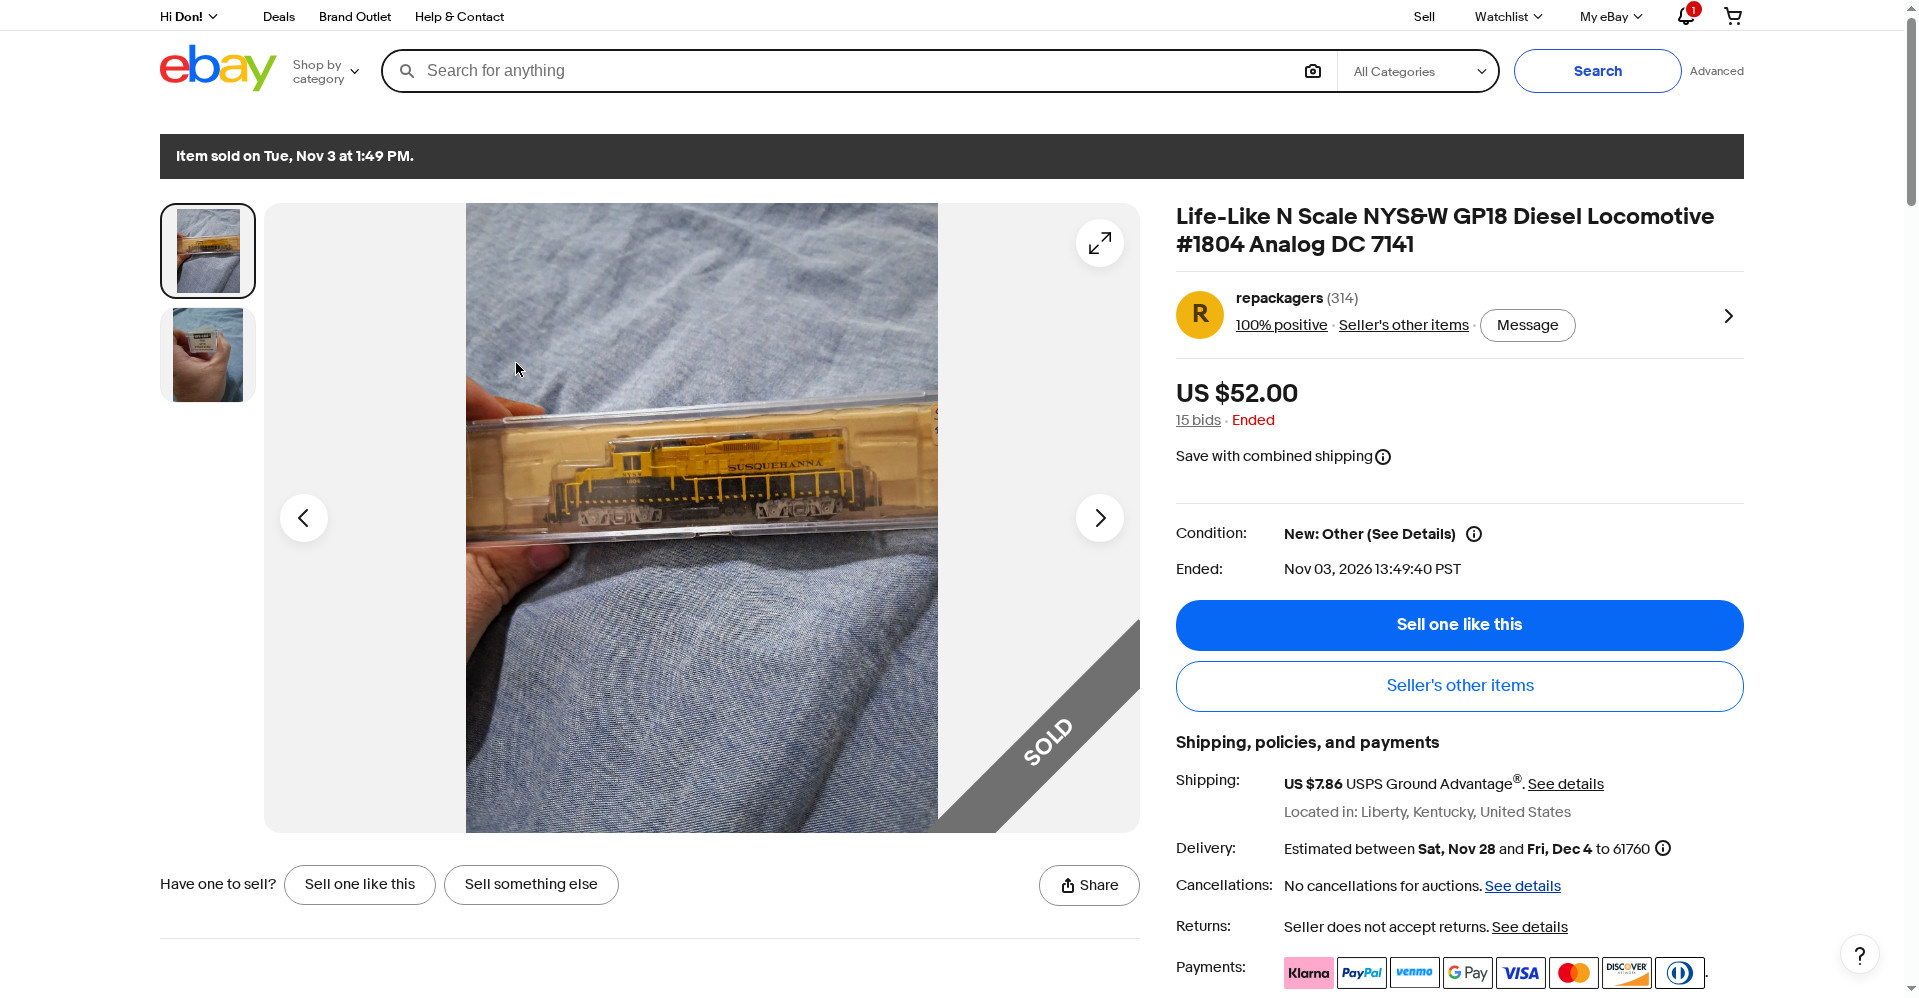 Hi Don!
Deals
Brand Outlet
Help & Contact
Sell
Watchlist
My eBay
1
ebay
Shop by
category
Search for anything
All Categories
Search
Advanced
Item sold on Tue, Nov 3 at 1:49 PM.
SUSQUEHANNA
1804
SOLD
Have one to sell?
Sell one like this
Sell something else
Share
Life-Like N Scale NYS&W GP18 Diesel Locomotive
#1804 Analog DC 7141
R
repackagers (314)
100% positive · Seller's other items · Message
US $52.00
15 bids · Ended
Save with combined shipping
Condition: New: Other (See Details)
Ended: Nov 03, 2026 13:49:40 PST
Sell one like this
Seller's other items
Shipping, policies, and payments
Shipping: US $7.86 USPS Ground Advantage®. See details
Located in: Liberty, Kentucky, United States
Delivery: Estimated between Sat, Nov 28 and Fri, Dec 4 to 61760
Cancellations: No cancellations for auctions. See details
Returns: Seller does not accept returns. See details
Payments: Klarna PayPal venmo G Pay VISA DISCOVER .
?